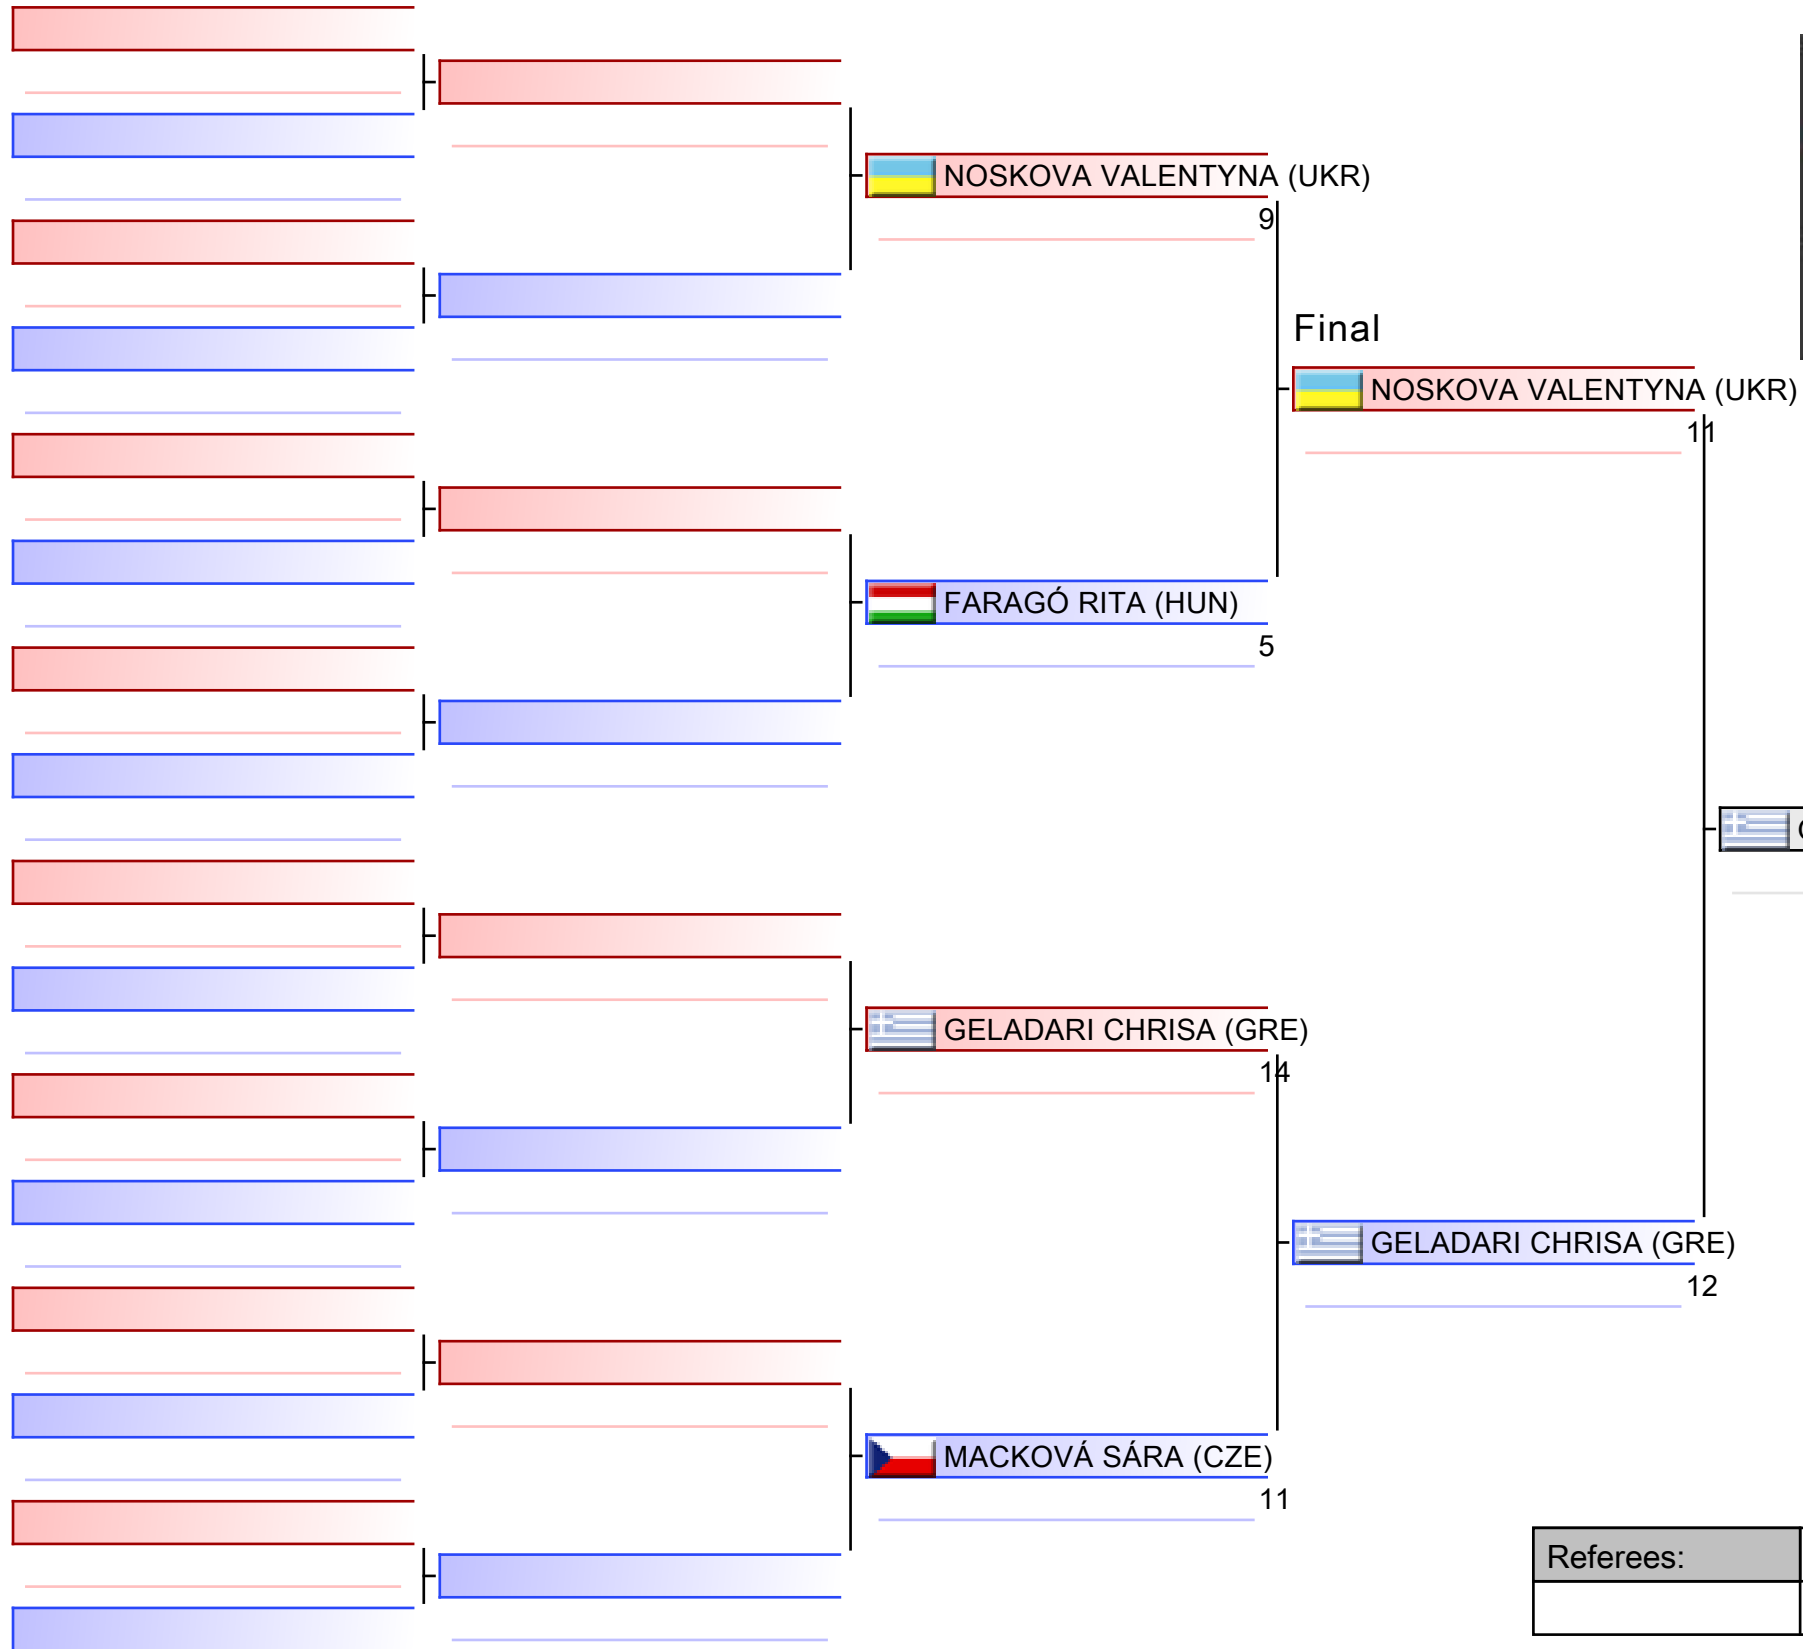 NOSKOVA VALENTYNA (UKR)
9
Final
NOSKOVA VALENTYNA (UKR)
11
FARAGÓ RITA (HUN)
5
GELADARI CHRISA (GRE)
14
GELADARI CHRISA (GRE)
12
MACKOVÁ SÁRA (CZE)
11
Referees: